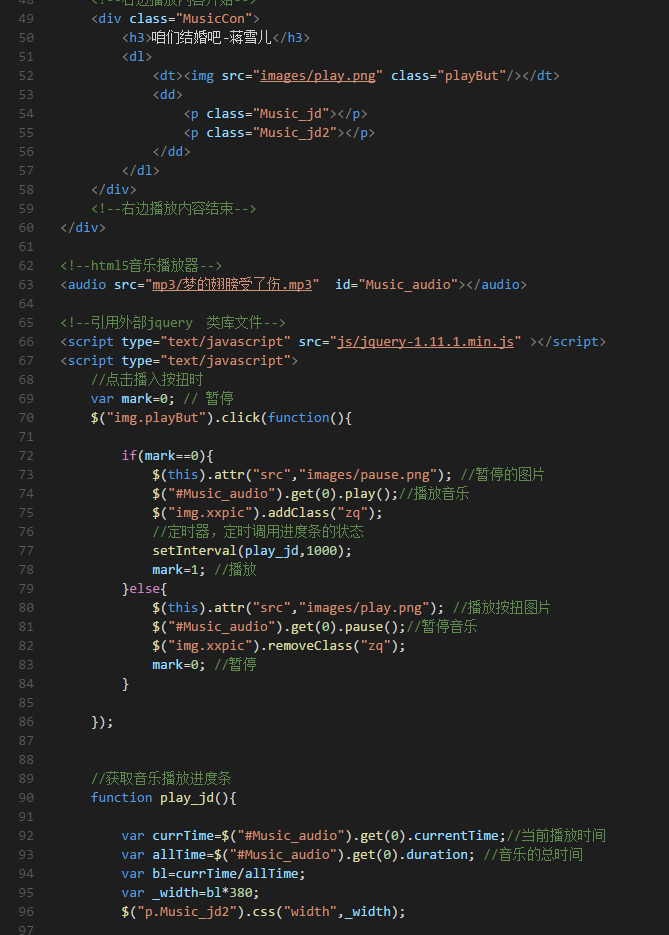 48 <!--右边播放内容开始-->
49 <div class="MusicCon">
50 <h3>咱们结婚吧-蒋雪儿</h3>
51 <dl>
52 <dt><img src="images/play.png" class="playBut"/></dt>
53 <dd>
54 <p class="Music_jd"></p>
55 <p class="Music_jd2"></p>
56 </dd>
57 </dl>
58 </div>
59 <!--右边播放内容结束-->
60 </div>
61
62 <!--html5音乐播放器-->
63 <audio src="mp3/梦的翅膀受了伤.mp3"  id="Music_audio"></audio>
64
65 <!--引用外部jquery  类库文件-->
66 <script type="text/javascript" src="js/jquery-1.11.1.min.js" ></script>
67 <script type="text/javascript">
68 //点击播入按扭时
69 var mark=0; // 暂停
70 $("img.playBut").click(function(){
71
72 if(mark==0){
73 $(this).attr("src","images/pause.png"); //暂停的图片
74 $("#Music_audio").get(0).play();//播放音乐
75 $("img.xxpic").addClass("zq");
76 //定时器，定时调用进度条的状态
77 setInterval(play_jd,1000);
78 mark=1; //播放
79 }else{
80 $(this).attr("src","images/play.png"); //播放按扭图片
81 $("#Music_audio").get(0).pause();//暂停音乐
82 $("img.xxpic").removeClass("zq");
83 mark=0; //暂停
84 }
85
86 });
87
88
89 //获取音乐播放进度条
90 function play_jd(){
91
92 var currTime=$("#Music_audio").get(0).currentTime;//当前播放时间
93 var allTime=$("#Music_audio").get(0).duration; //音乐的总时间
94 var bl=currTime/allTime;
95 var _width=bl*380;
96 $("p.Music_jd2").css("width",_width);
97